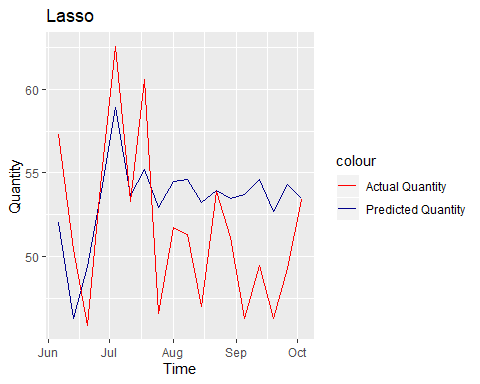 Lasso
60
55
50
Quantity
Jun Jul Aug Sep Oct
Time
colour
Actual Quantity
Predicted Quantity